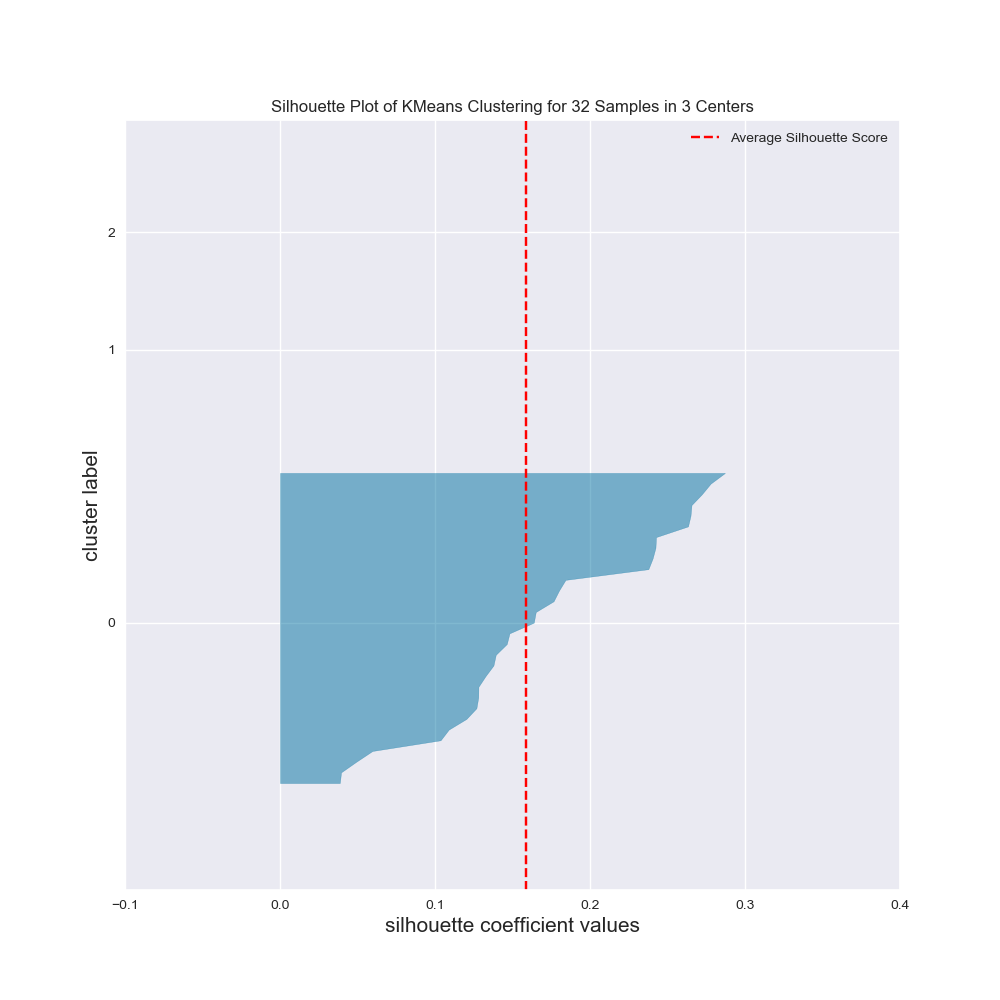 Silhouette Plot of KMeans Clustering for 32 Samples in 3 Centers
Average Silhouette Score
2
1
0
cluster label
−0.1
0.0
0.1
0.2
0.3
0.4
silhouette coefficient values